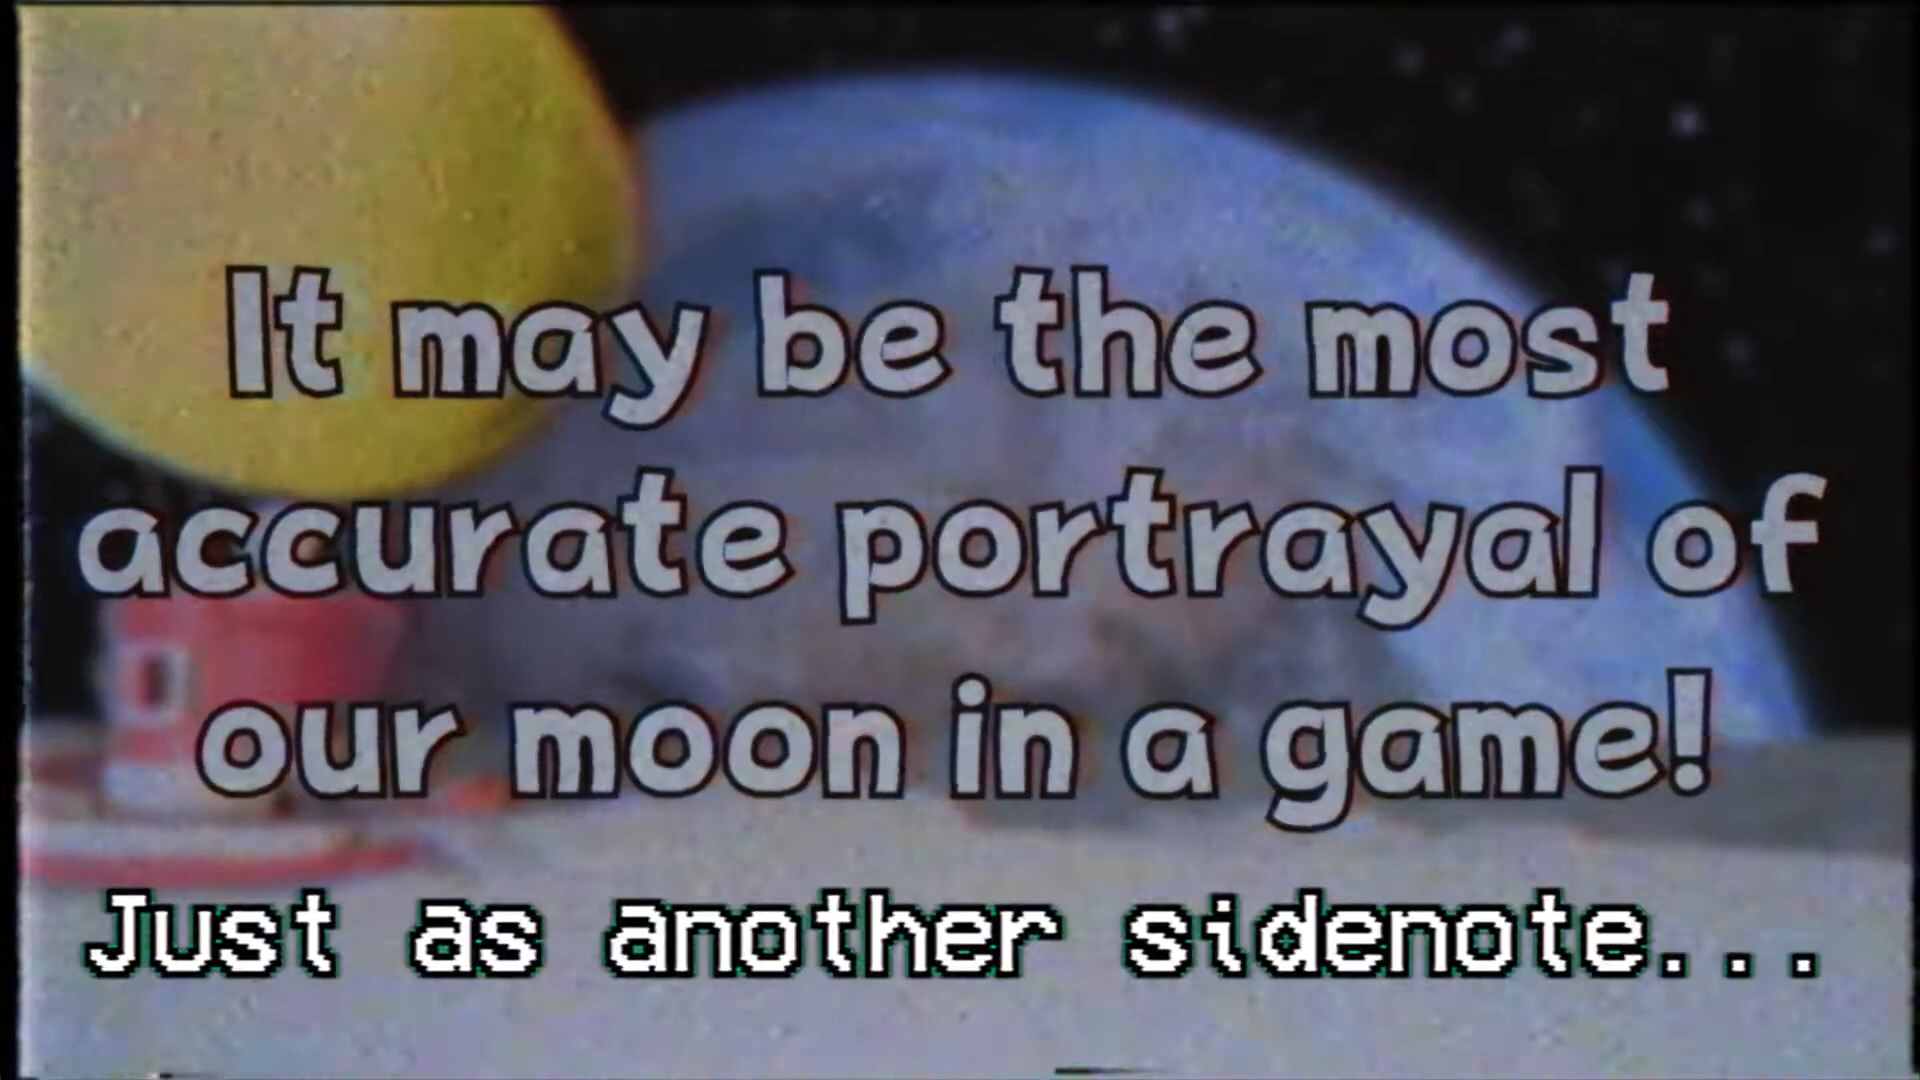 It may be the most
accurate portrayal of
our moon in a game!
Just as another sidenote...